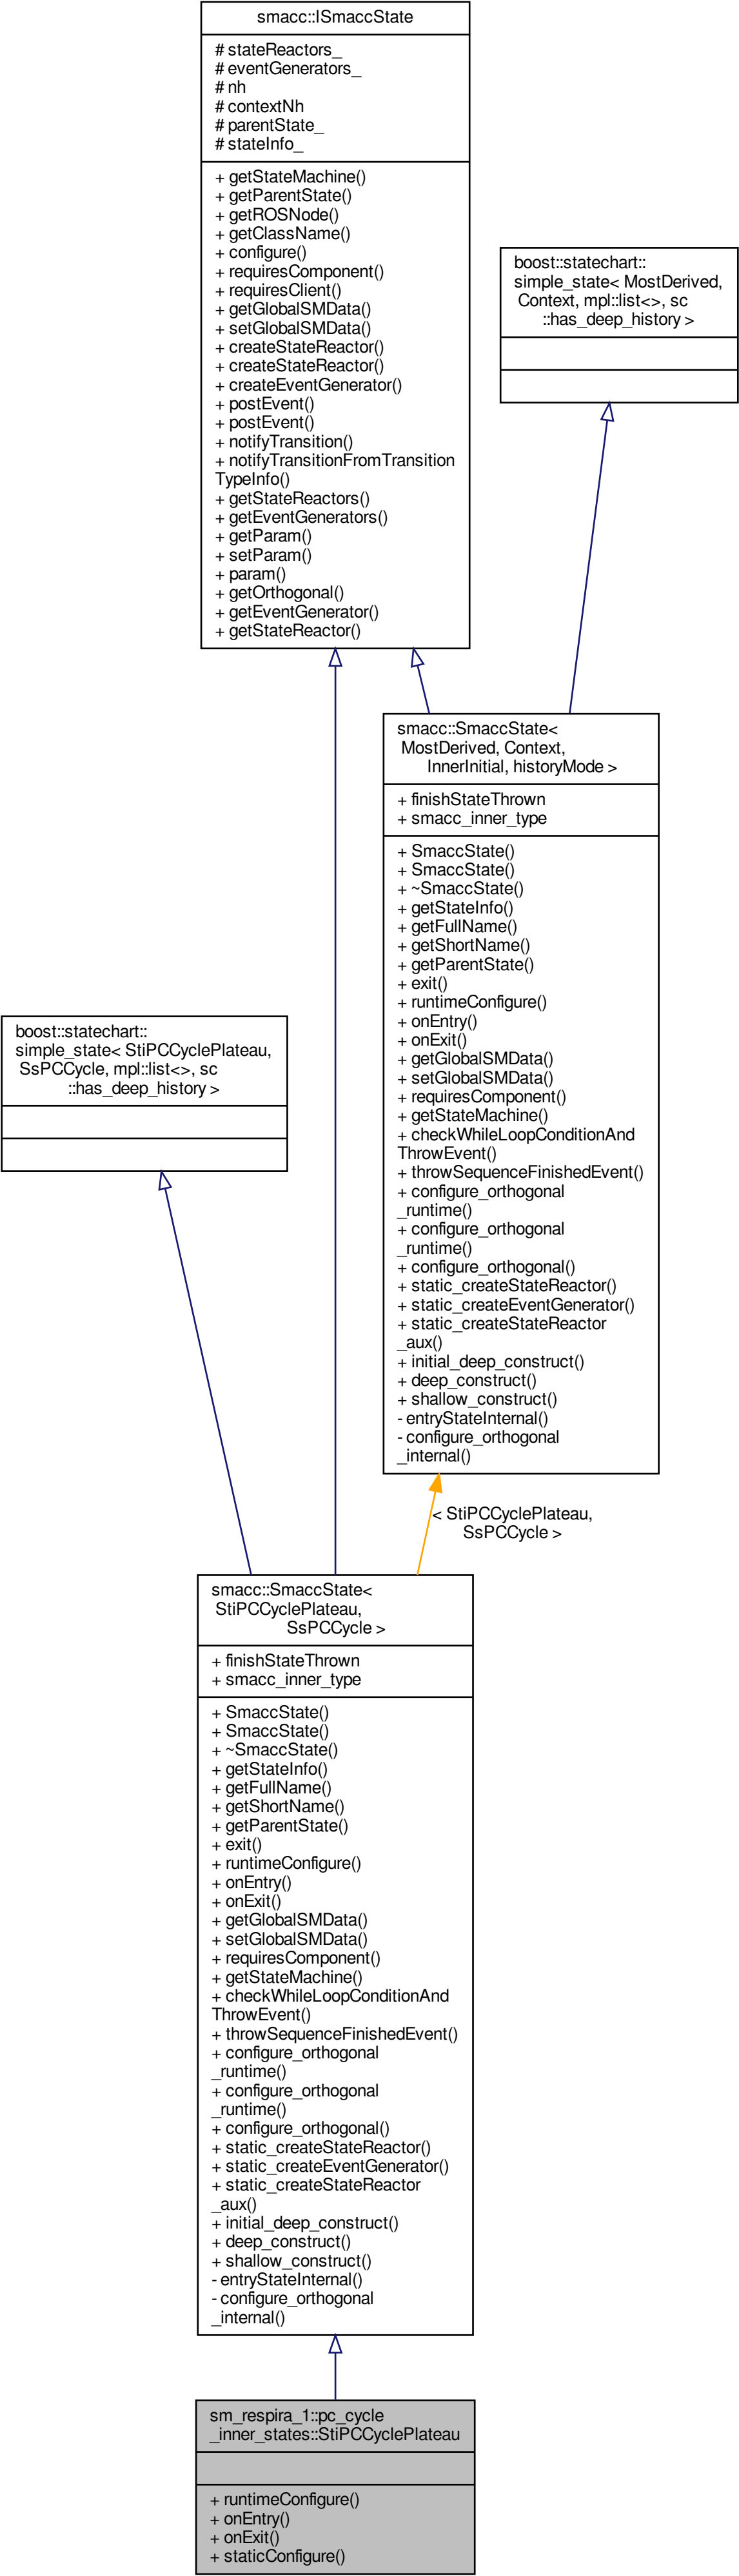 smacc::ISmaccState
# stateReactors_
# eventGenerators_
# nh
# contextNh
# parentState_
# stateInfo_
+ getStateMachine()
+ getParentState()
+ getROSNode()
+ getClassName()
+ configure()
+ requiresComponent()
+ requiresClient()
+ getGlobalSMData()
+ setGlobalSMData()
+ createStateReactor()
+ createStateReactor()
+ createEventGenerator()
+ postEvent()
+ postEvent()
+ notifyTransition()
+ notifyTransitionFromTransition
TypeInfo()
+ getStateReactors()
+ getEventGenerators()
+ getParam()
+ setParam()
+ param()
+ getOrthogonal()
+ getEventGenerator()
+ getStateReactor()
boost::statechart::
simple_state< MostDerived,
Context, mpl::list<>, sc
::has_deep_history >
smacc::SmaccState<
MostDerived, Context,
InnerInitial, historyMode >
+ finishStateThrown
+ smacc_inner_type
+ SmaccState()
+ SmaccState()
+ ~SmaccState()
+ getStateInfo()
+ getFullName()
+ getShortName()
+ getParentState()
+ exit()
+ runtimeConfigure()
+ onEntry()
+ onExit()
+ getGlobalSMData()
+ setGlobalSMData()
+ requiresComponent()
+ getStateMachine()
+ checkWhileLoopConditionAnd
ThrowEvent()
+ throwSequenceFinishedEvent()
+ configure_orthogonal
_runtime()
+ configure_orthogonal
_runtime()
+ configure_orthogonal()
+ static_createStateReactor()
+ static_createEventGenerator()
+ static_createStateReactor
_aux()
+ initial_deep_construct()
+ deep_construct()
+ shallow_construct()
- entryStateInternal()
- configure_orthogonal
_internal()
boost::statechart::
simple_state< StiPCCyclePlateau,
SsPCCycle, mpl::list<>, sc
::has_deep_history >
< StiPCCyclePlateau,
SsPCCycle >
smacc::SmaccState<
StiPCCyclePlateau,
SsPCCycle >
+ finishStateThrown
+ smacc_inner_type
+ SmaccState()
+ SmaccState()
+ ~SmaccState()
+ getStateInfo()
+ getFullName()
+ getShortName()
+ getParentState()
+ exit()
+ runtimeConfigure()
+ onEntry()
+ onExit()
+ getGlobalSMData()
+ setGlobalSMData()
+ requiresComponent()
+ getStateMachine()
+ checkWhileLoopConditionAnd
ThrowEvent()
+ throwSequenceFinishedEvent()
+ configure_orthogonal
_runtime()
+ configure_orthogonal
_runtime()
+ configure_orthogonal()
+ static_createStateReactor()
+ static_createEventGenerator()
+ static_createStateReactor
_aux()
+ initial_deep_construct()
+ deep_construct()
+ shallow_construct()
- entryStateInternal()
- configure_orthogonal
_internal()
sm_respira_1::pc_cycle
_inner_states::StiPCCyclePlateau
+ runtimeConfigure()
+ onEntry()
+ onExit()
+ staticConfigure()